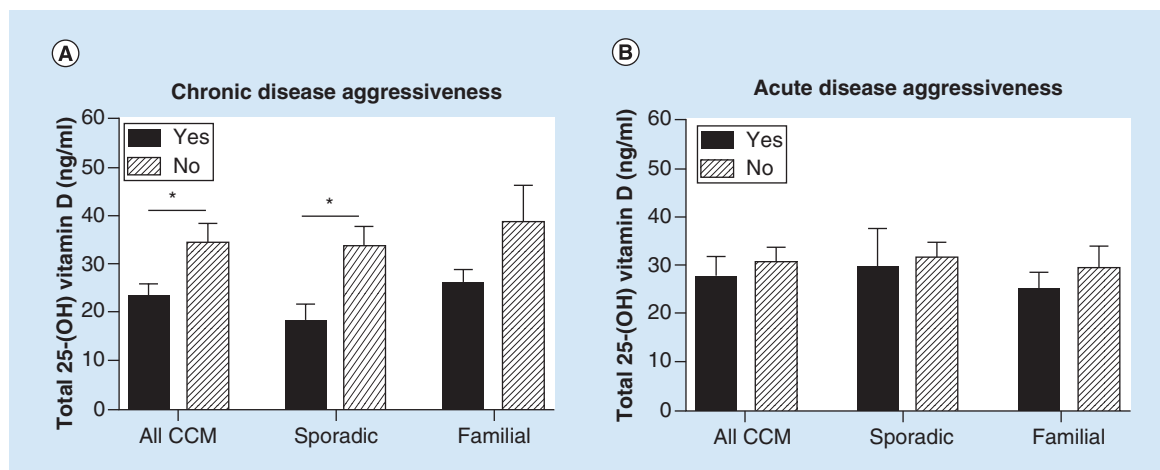 A
Chronic disease aggressiveness
Total 25-(OH) vitamin D (ng/ml)
60
50
40
30
20
10
0
Yes
No
*
*
All CCM Sporadic Familial
B
Acute disease aggressiveness
Total 25-(OH) vitamin D (ng/ml)
60
50
40
30
20
10
0
Yes
No
All CCM Sporadic Familial